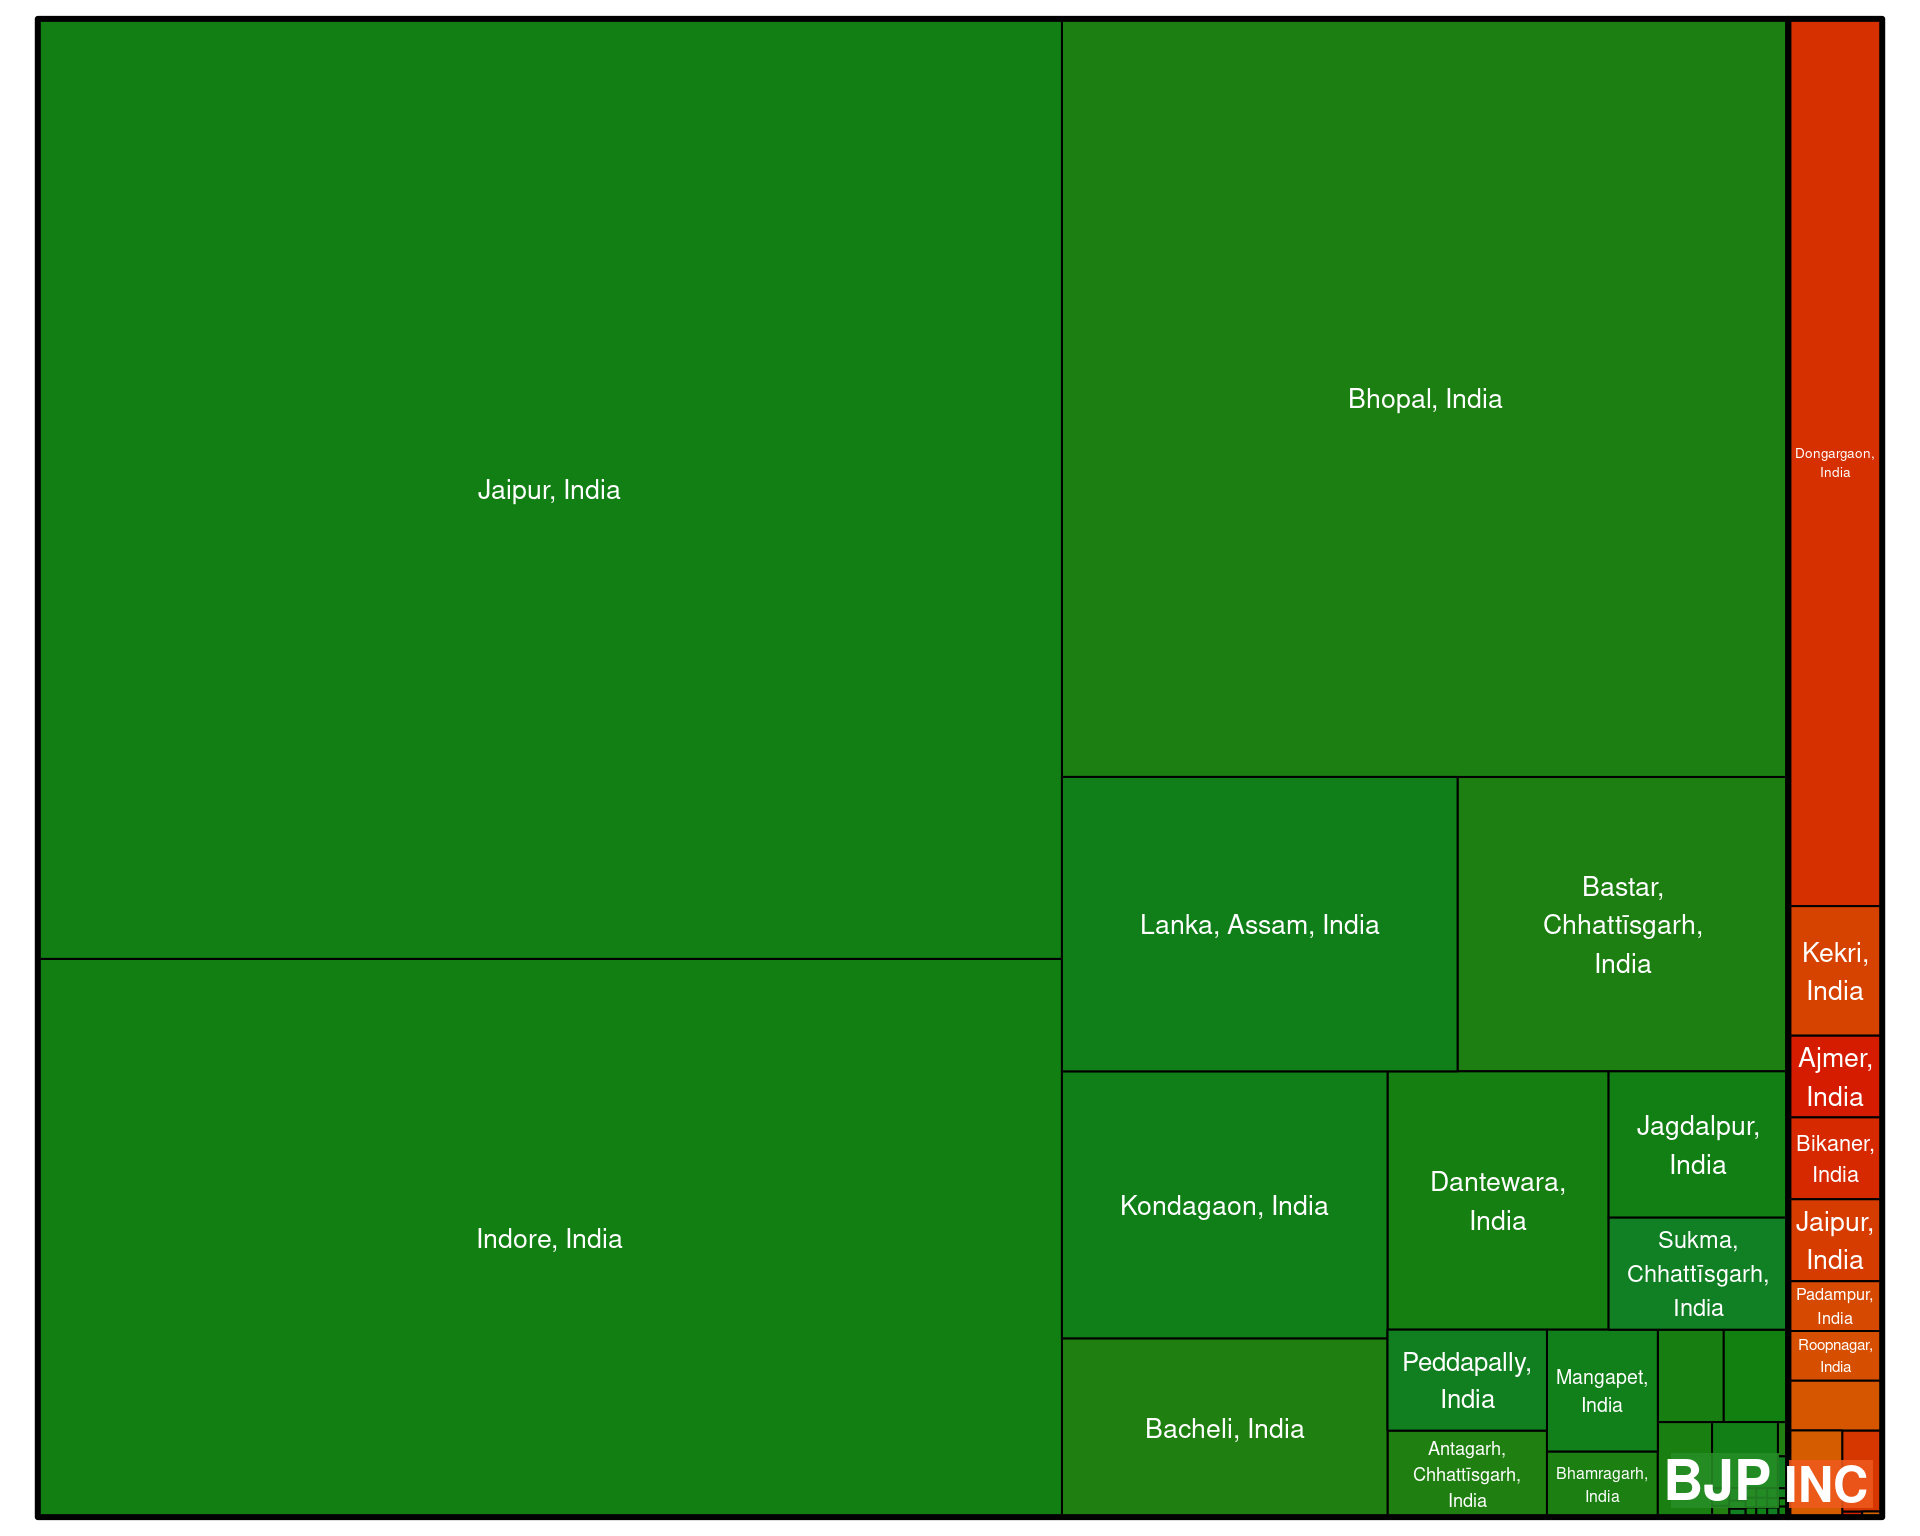 Jaipur, India
Indore, India
Bhopal, India
Lanka, Assam, India
Bastar,
Chhattīsgarh,
India
Kondagaon, India
Bacheli, India
Dantewara,
India
Jagdalpur,
India
Sukma,
Chhattīsgarh,
India
Peddapally,
India
Antagarh,
Chhattīsgarh,
India
Mangapet,
India
Bhamragarh,
India
BJP
Dongargaon,
India
Kekri,
India
Ajmer,
India
Bikaner,
India
Jaipur,
India
Padampur,
India
Roopnagar,
India
INC